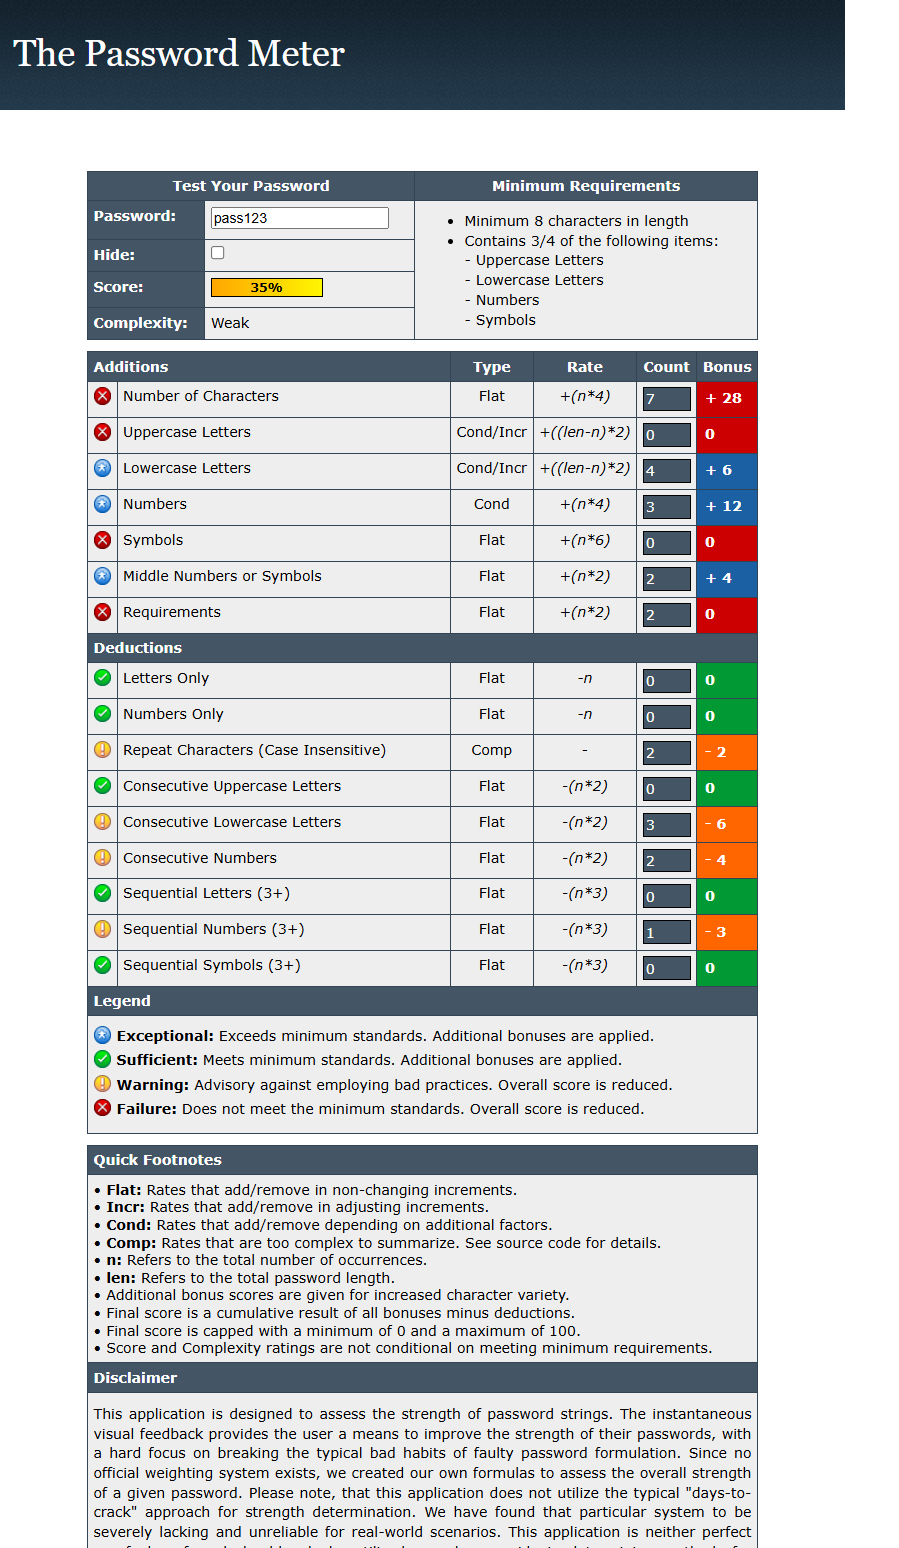 The Password Meter
Test Your Password Minimum Requirements
Password: pass123
• Minimum 8 characters in length
• Contains 3/4 of the following items:
- Uppercase Letters
- Lowercase Letters
- Numbers
- Symbols
Hide:
Score: 35%
Complexity: Weak
Additions Type Rate Count Bonus
Number of Characters Flat +(n*4) 7 + 28
Uppercase Letters Cond/Incr +((len-n)*2) 0 0
Lowercase Letters Cond/Incr +((len-n)*2) 4 + 6
Numbers Cond +(n*4) 3 + 12
Symbols Flat +(n*6) 0 0
Middle Numbers or Symbols Flat +(n*2) 2 + 4
Requirements Flat +(n*2) 2 0
Deductions
Letters Only Flat -n 0 0
Numbers Only Flat -n 0 0
Repeat Characters (Case Insensitive) Comp - 2 - 2
Consecutive Uppercase Letters Flat -(n*2) 0 0
Consecutive Lowercase Letters Flat -(n*2) 3 - 6
Consecutive Numbers Flat -(n*2) 2 - 4
Sequential Letters (3+) Flat -(n*3) 0 0
Sequential Numbers (3+) Flat -(n*3) 1 - 3
Sequential Symbols (3+) Flat -(n*3) 0 0
Legend
Exceptional: Exceeds minimum standards. Additional bonuses are applied.
Sufficient: Meets minimum standards. Additional bonuses are applied.
Warning: Advisory against employing bad practices. Overall score is reduced.
Failure: Does not meet the minimum standards. Overall score is reduced.
Quick Footnotes
• Flat: Rates that add/remove in non-changing increments.
• Incr: Rates that add/remove in adjusting increments.
• Cond: Rates that add/remove depending on additional factors.
• Comp: Rates that are too complex to summarize. See source code for details.
• n: Refers to the total number of occurrences.
• len: Refers to the total password length.
• Additional bonus scores are given for increased character variety.
• Final score is a cumulative result of all bonuses minus deductions.
• Final score is capped with a minimum of 0 and a maximum of 100.
• Score and Complexity ratings are not conditional on meeting minimum requirements.
Disclaimer
This application is designed to assess the strength of password strings. The instantaneous
visual feedback provides the user a means to improve the strength of their passwords, with
a hard focus on breaking the typical bad habits of faulty password formulation. Since no
official weighting system exists, we created our own formulas to assess the overall strength
of a given password. Please note, that this application does not utilize the typical "days-to-
crack" approach for strength determination. We have found that particular system to be
severely lacking and unreliable for real-world scenarios. This application is neither perfect